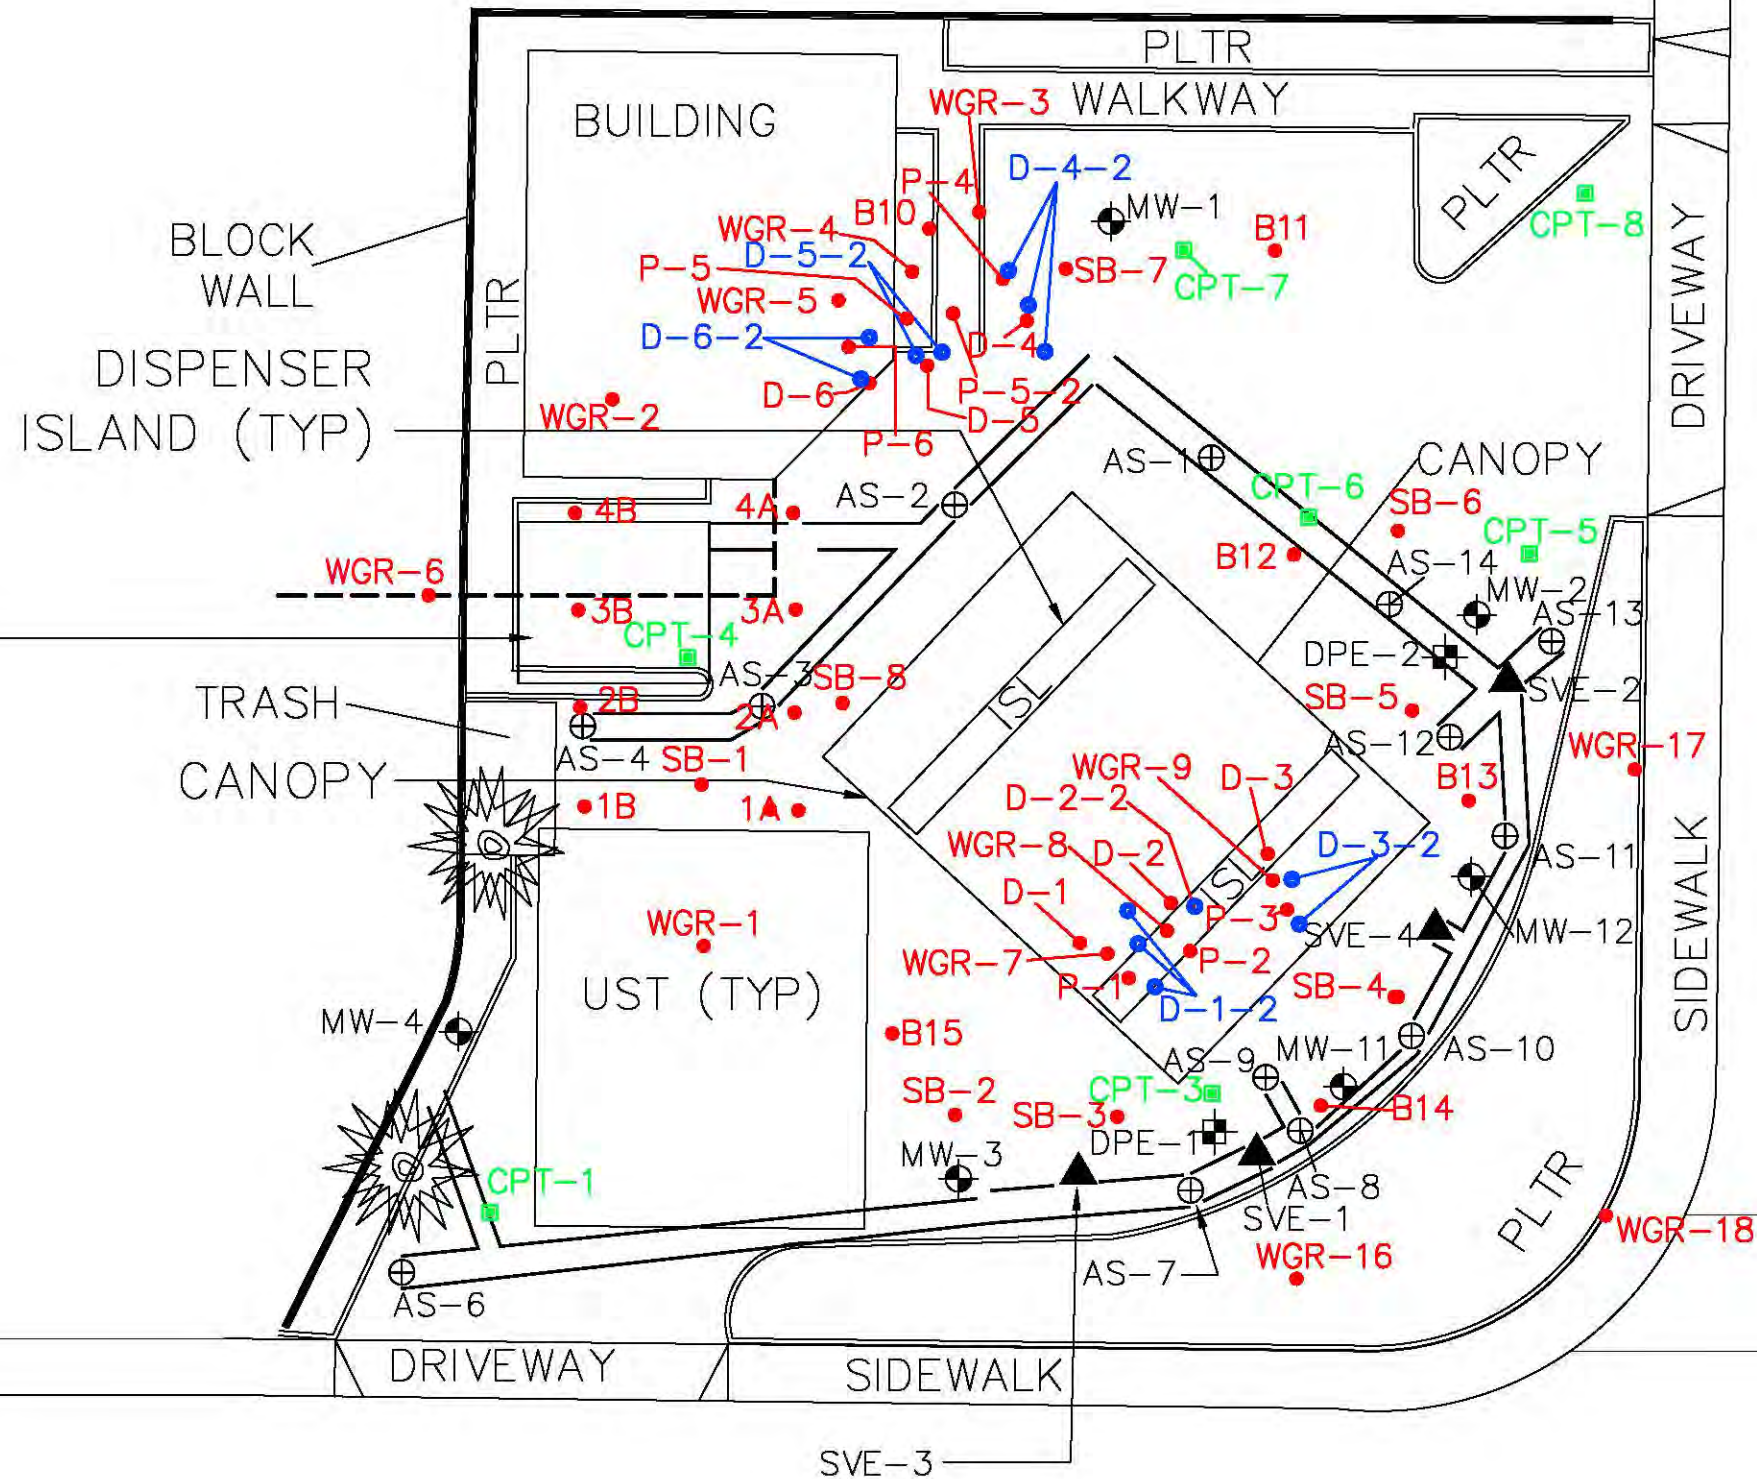 PLTR
WALKWAY
WGR-3
BUILDING
D-4-2
PLTR
P-4
CPT-8
B10
MW-1
WGR-4
B11
BLOCK
WALL
D-5-2
P-5
SB-7
CPT-7
WGR-5
PLTR
DRIVEWAY
D-6-2
D-4
DISPENSER
ISLAND (TYP)
D-6
P-5-2
D-5
WGR-2
P-6
AS-1
CANOPY
CPT-6
AS-2
SB-6
4B
4A
CPT-5
B12
AS-14
WGR-6
MW-2
3B
3A
AS-13
CPT-4
DPE-2
AS-3
SB-8
SVE-2
TRASH
2B
2A
ISL
SB-5
AS-12
WGR-17
AS-4
SB-1
CANOPY
WGR-9
D-3
B13
D-2-2
1B
1A
WGR-8
D-2
D-3-2
AS-11
ISL
D-1
SIDEWALK
WGR-1
P-3
SVE-4
MW-12
WGR-7
P-2
UST (TYP)
P-1
SB-4
D-1-2
MW-4
B15
AS-9
MW-11
AS-10
SB-2
CPT-3
SB-3
B14
DPE-1
MW-3
CPT-1
AS-8
PLTR
SVE-1
WGR-18
WGR-16
AS-7
AS-6
DRIVEWAY
SIDEWALK
SVE-3